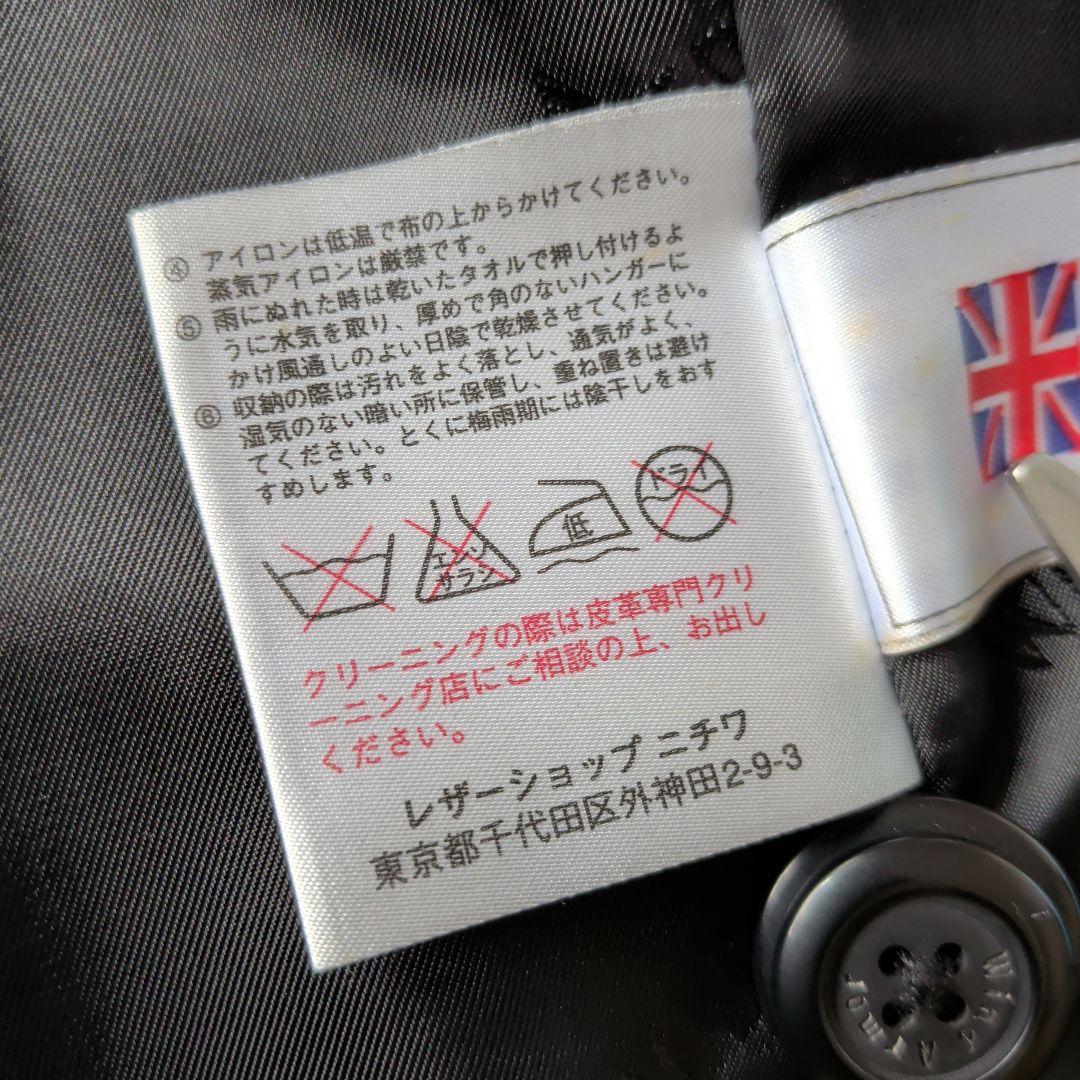 ④ アイロンは低温で布の上からかけてください。
蒸気アイロンは厳禁です。
⑤ 雨にぬれた時は乾いたタオルで押し付けるよ
うに水気を取り、厚めで角のないハンガーに
かけ風通しのよい日陰で乾燥させてください。
⑥ 収納の際は汚れをよく落とし、通気がよく、
湿気のない暗い所に保管し、重ね置きは避け
てください。とくに梅雨期には陰干しをおす
すめします。
エンソ
サラシ
低
ドライ
クリーニングの際は皮革専門クリ
ーニング店にご相談の上、お出し
ください。
レザーショップ ニチワ
東京都千代田区外神田2-9-3